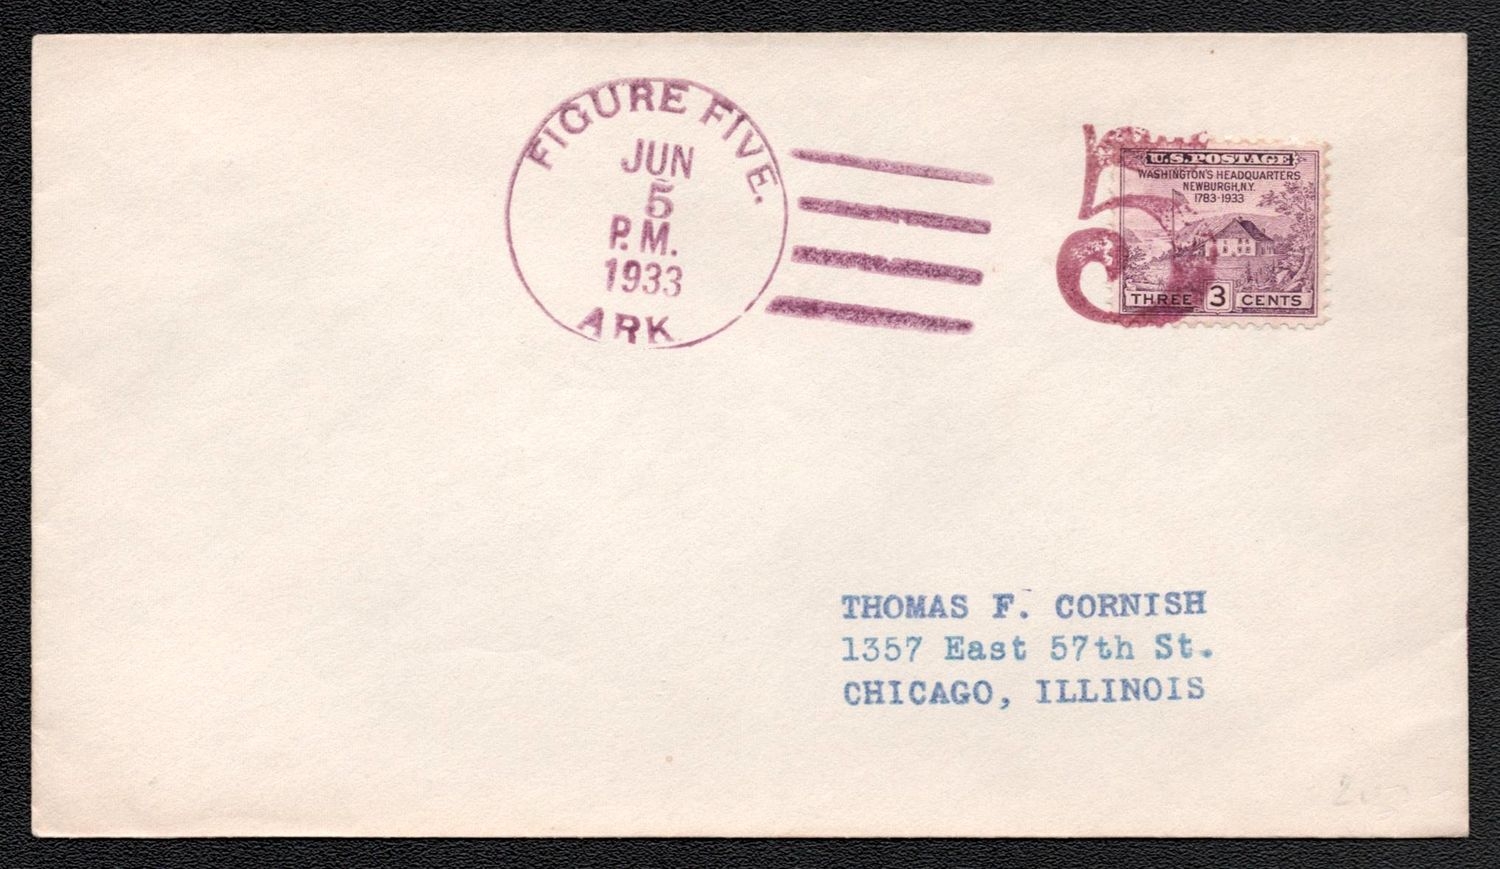 FIGURE FIVE.
JUN
5
P.M.
1933
ARK.
5
U.S. POSTAGE
WASHINGTON'S HEADQUARTERS
NEWBURGH, N.Y.
1783-1933
THREE 3 CENTS
THOMAS F. CORNISH
1357 East 57th St.
CHICAGO, ILLINOIS